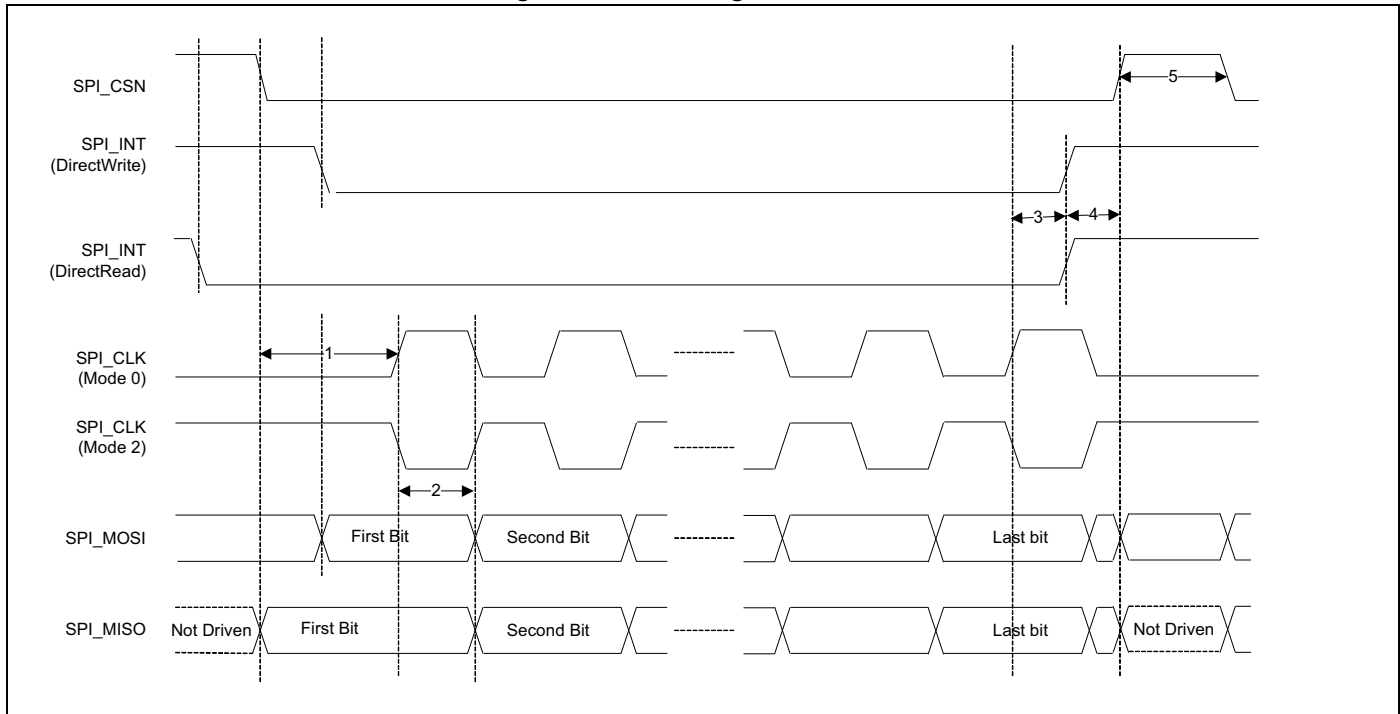 SPI_CSN
5
SPI_INT
(DirectWrite)
3
4
SPI_INT
(DirectRead)
1
SPI_CLK
(Mode 0)
SPI_CLK
(Mode 2)
2
SPI_MOSI
First Bit
Second Bit
Last bit
SPI_MISO
Not Driven
First Bit
Second Bit
Last bit
Not Driven